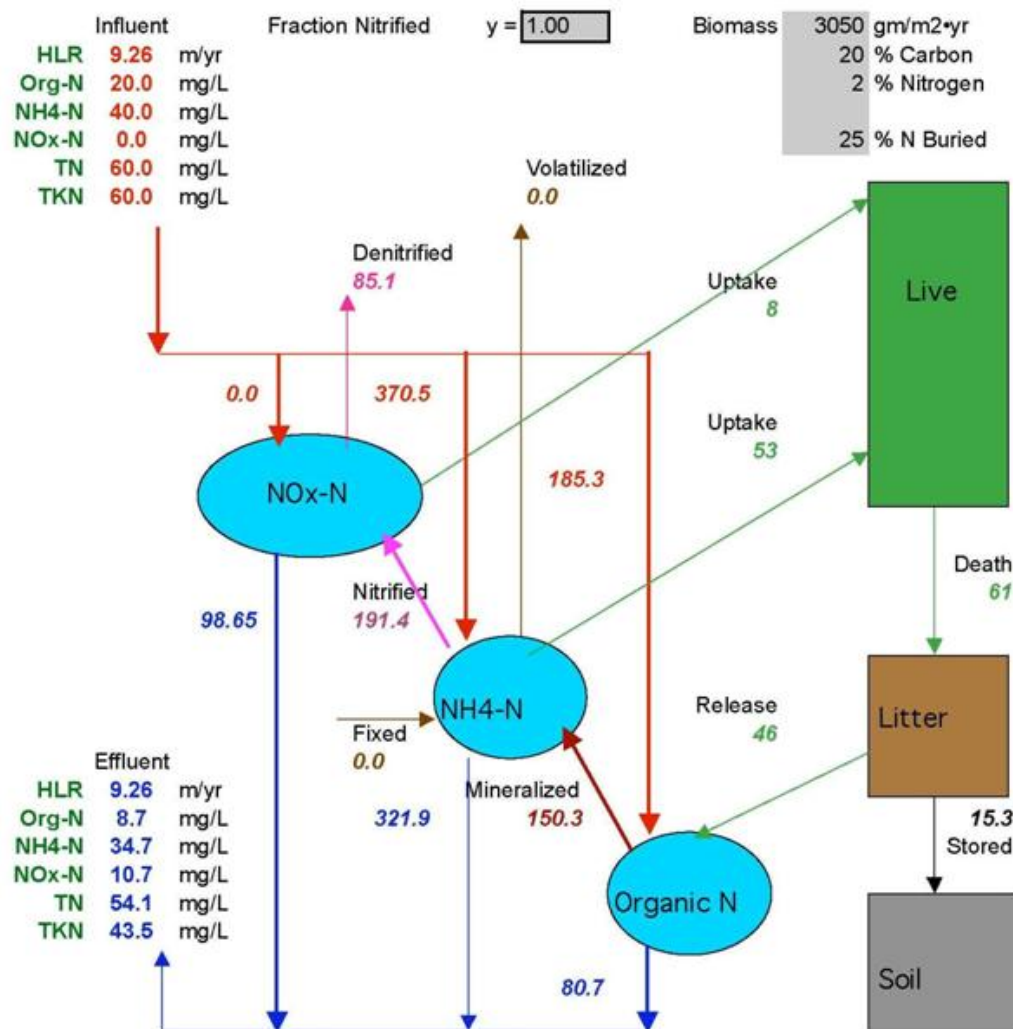 Influent Fraction Nitrified y = 1.00 Biomass 3050 gm/m2•yr
HLR 9.26 m/yr 20 % Carbon
Org-N 20.0 mg/L 2 % Nitrogen
NH4-N 40.0 mg/L
NOx-N 0.0 mg/L 25 % N Buried
TN 60.0 mg/L
TKN 60.0 mg/L
Volatilized
0.0
Denitrified
85.1
Uptake
8
Live
0.0 370.5
Uptake
53
185.3
NOx-N
Nitrified
191.4
98.65
Death
61
NH4-N
Fixed
0.0
Release
46
Litter
Mineralized
150.3
321.9
15.3
Stored
Effluent
HLR 9.26 m/yr
Org-N 8.7 mg/L
NH4-N 34.7 mg/L
NOx-N 10.7 mg/L
TN 54.1 mg/L
TKN 43.5 mg/L
Organic N
80.7
Soil